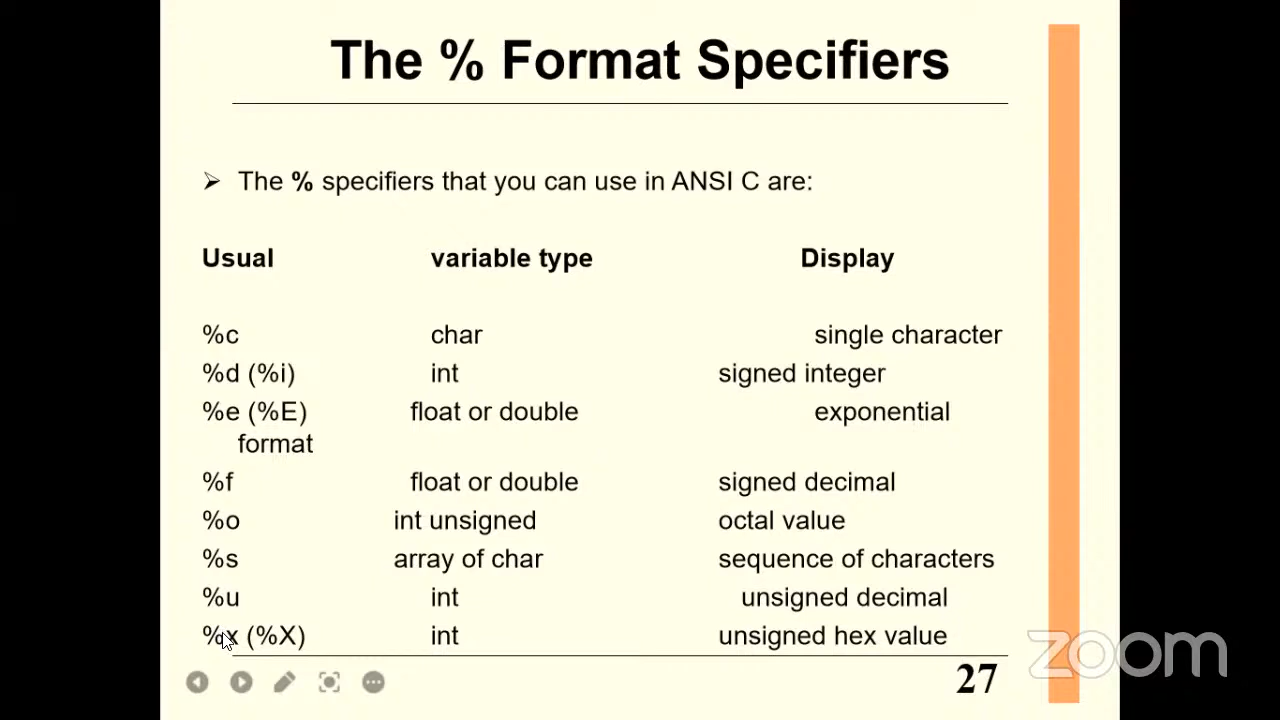 The % Format Specifiers
➢ The % specifiers that you can use in ANSI C are:
Usual variable type Display
%c char single character
%d (%i) int signed integer
%e (%E) float or double exponential
format
%f float or double signed decimal
%o int unsigned octal value
%s array of char sequence of characters
%u int unsigned decimal
%x (%X) int unsigned hex value
27
zoom